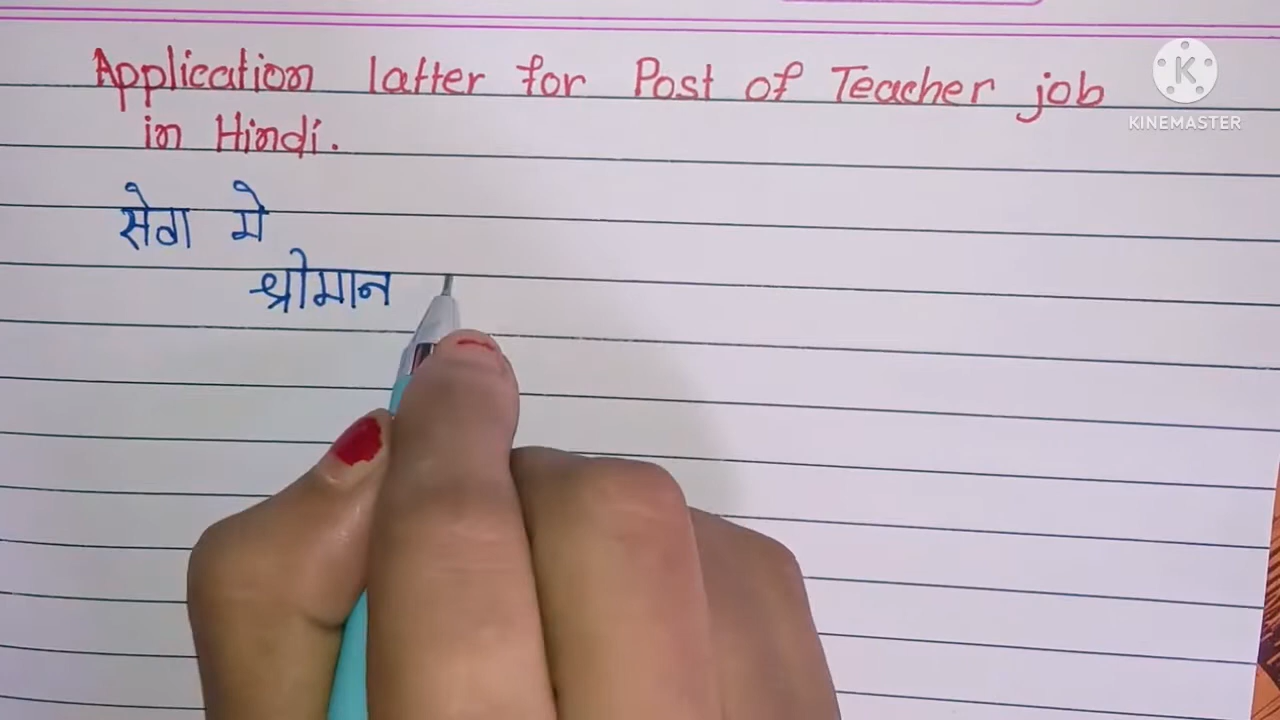 Application latter for Post of Teacher job
in Hindi.
सेवा मे
श्रीमान
K
KINEMASTER